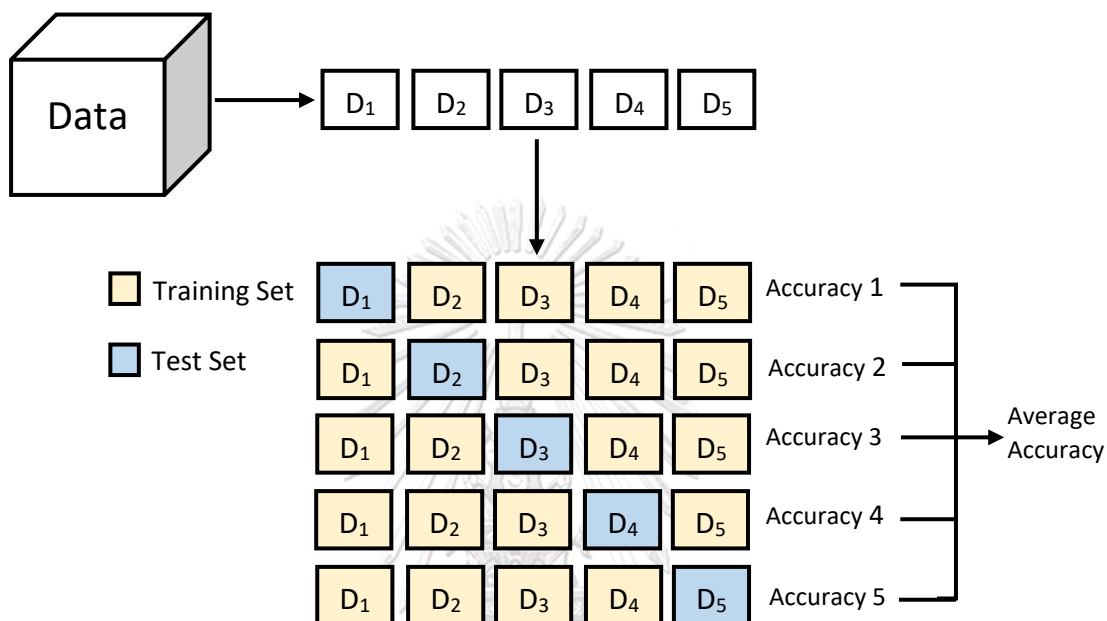 Data
D₁ D₂ D₃ D₄ D₅
Training Set
Test Set
D₁ D₂ D₃ D₄ D₅ Accuracy 1
D₁ D₂ D₃ D₄ D₅ Accuracy 2
D₁ D₂ D₃ D₄ D₅ Accuracy 3
D₁ D₂ D₃ D₄ D₅ Accuracy 4
D₁ D₂ D₃ D₄ D₅ Accuracy 5
Average
Accuracy